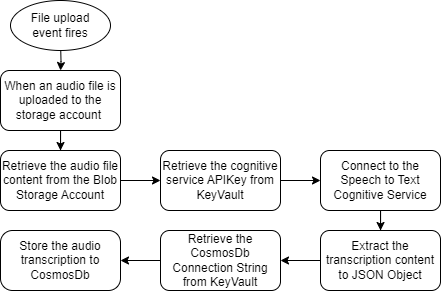 File upload
event fires
When an audio file is
uploaded to the
storage account
Retrieve the audio file
content from the Blob
Storage Account
Retrieve the cognitive
service APIKey from
KeyVault
Connect to the
Speech to Text
Cognitive Service
Extract the
transcription content
to JSON Object
Retrieve the
CosmosDb
Connection String
from KeyVault
Store the audio
transcription to
CosmosDb